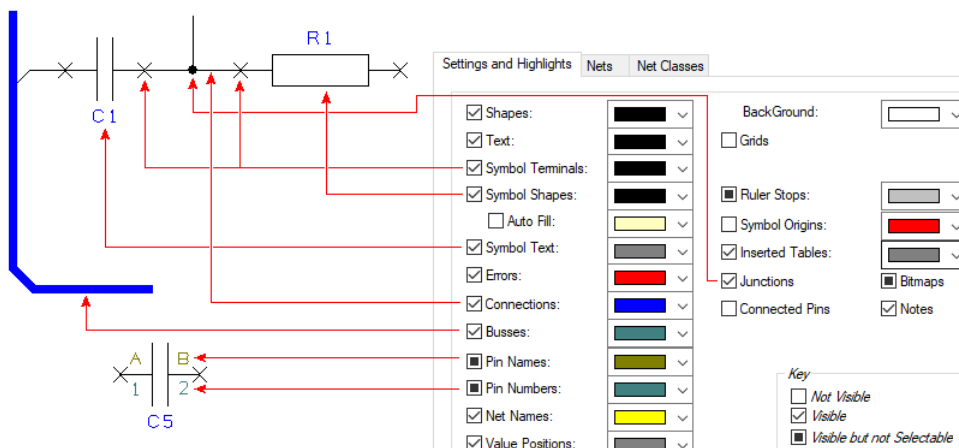 R1
C1
A B
1 2
C5
Settings and Highlights Nets Net Classes
Shapes: BackGround:
Text: Grids
Symbol Terminals:
Symbol Shapes: Ruler Stops:
Auto Fill: Symbol Origins:
Symbol Text: Inserted Tables:
Errors: Junctions Bitmaps
Connections: Connected Pins Notes
Busses:
Pin Names:
Pin Numbers:
Net Names:
Value Positions:
Key
Not Visible
Visible
Visible but not Selectable